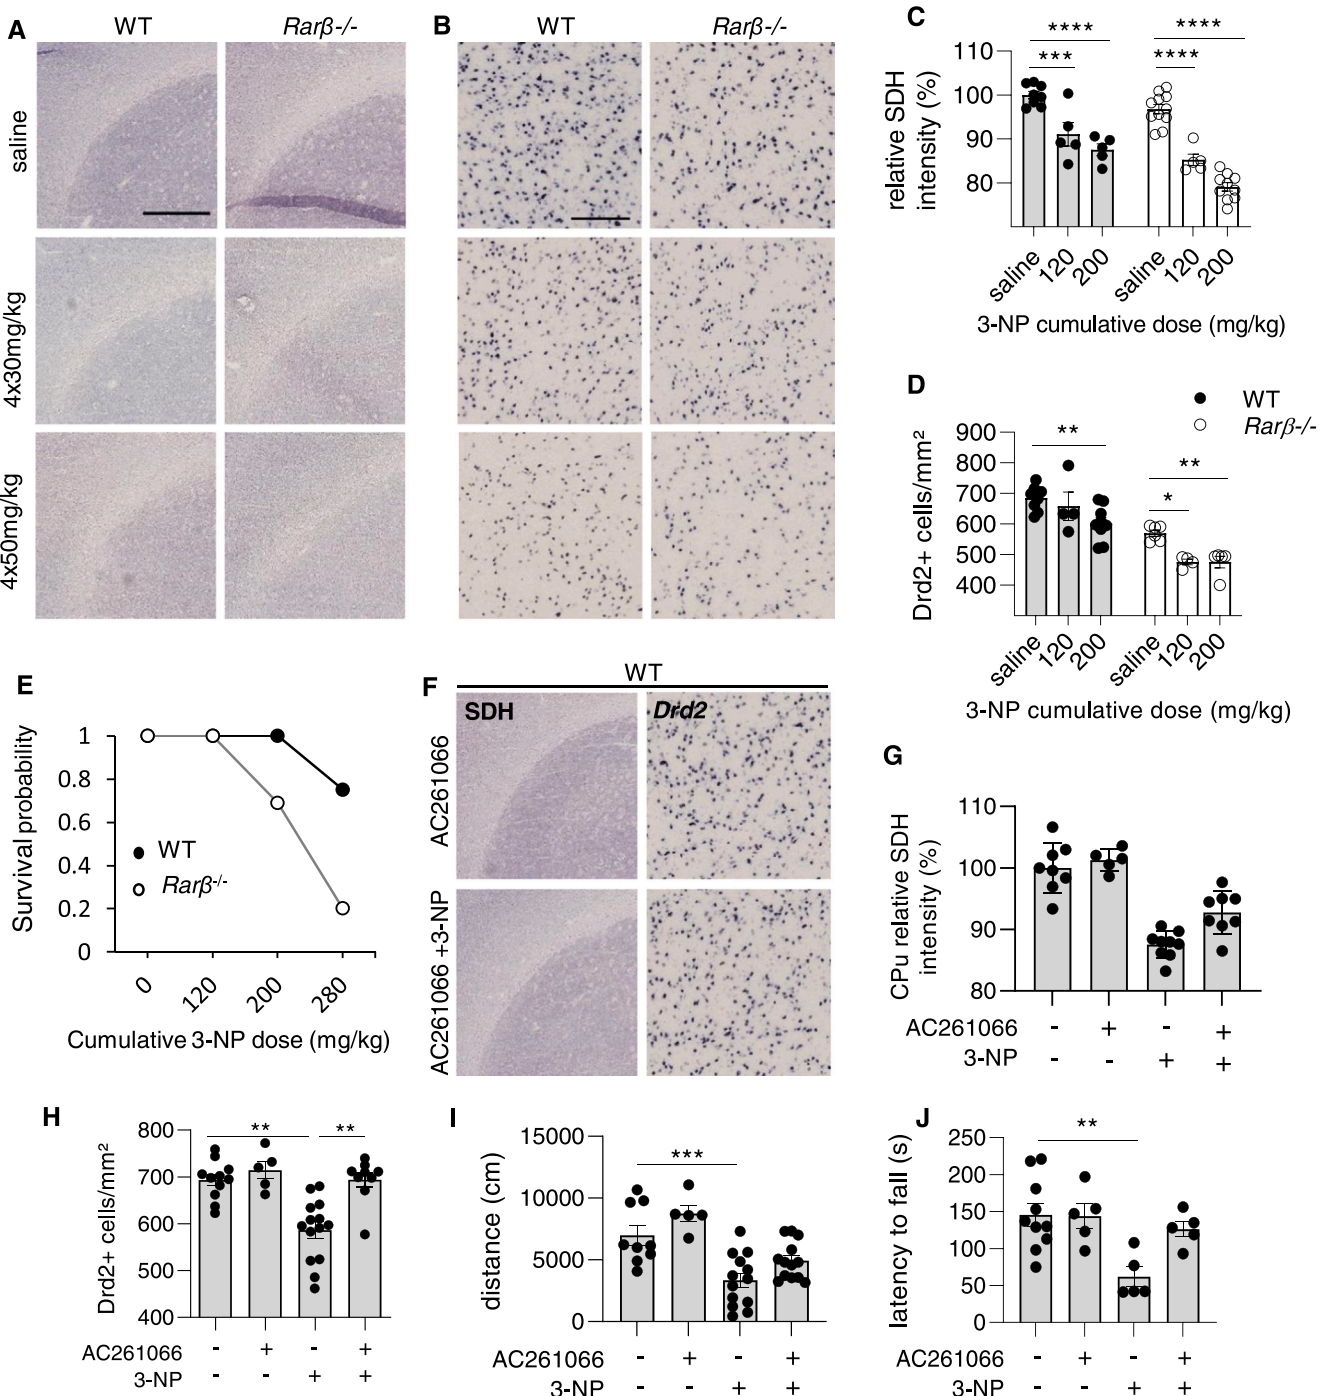 A
WT
Rarβ-/-
saline
4x30mg/kg
4x50mg/kg
B
WT
Rarβ-/-
C
relative SDH
intensity (%)
110
100
90
80
****
***
****
****
saline
120
200
saline
120
200
3-NP cumulative dose (mg/kg)
D
WT
Rarβ-/-
Drd2+ cells/mm²
900
800
700
600
500
400
**
**
*
saline
120
200
saline
120
200
3-NP cumulative dose (mg/kg)
E
Survival probability
1
0.8
0.6
0.4
0.2
0
WT
Rarβ-/-
0
120
200
280
Cumulative 3-NP dose (mg/kg)
F
WT
SDH
Drd2
AC261066
AC261066 +3-NP
G
CPu relative SDH
intensity (%)
110
100
90
80
AC261066 - + - +
3-NP - - + +
H
Drd2+ cells/mm²
800
700
600
500
400
** **
AC261066 - + - +
3-NP - - + +
I
distance (cm)
15000
10000
5000
0
***
AC261066 - + - +
3-NP - - + +
J
latency to fall (s)
250
200
150
100
50
0
**
AC261066 - + - +
3-NP - - + +